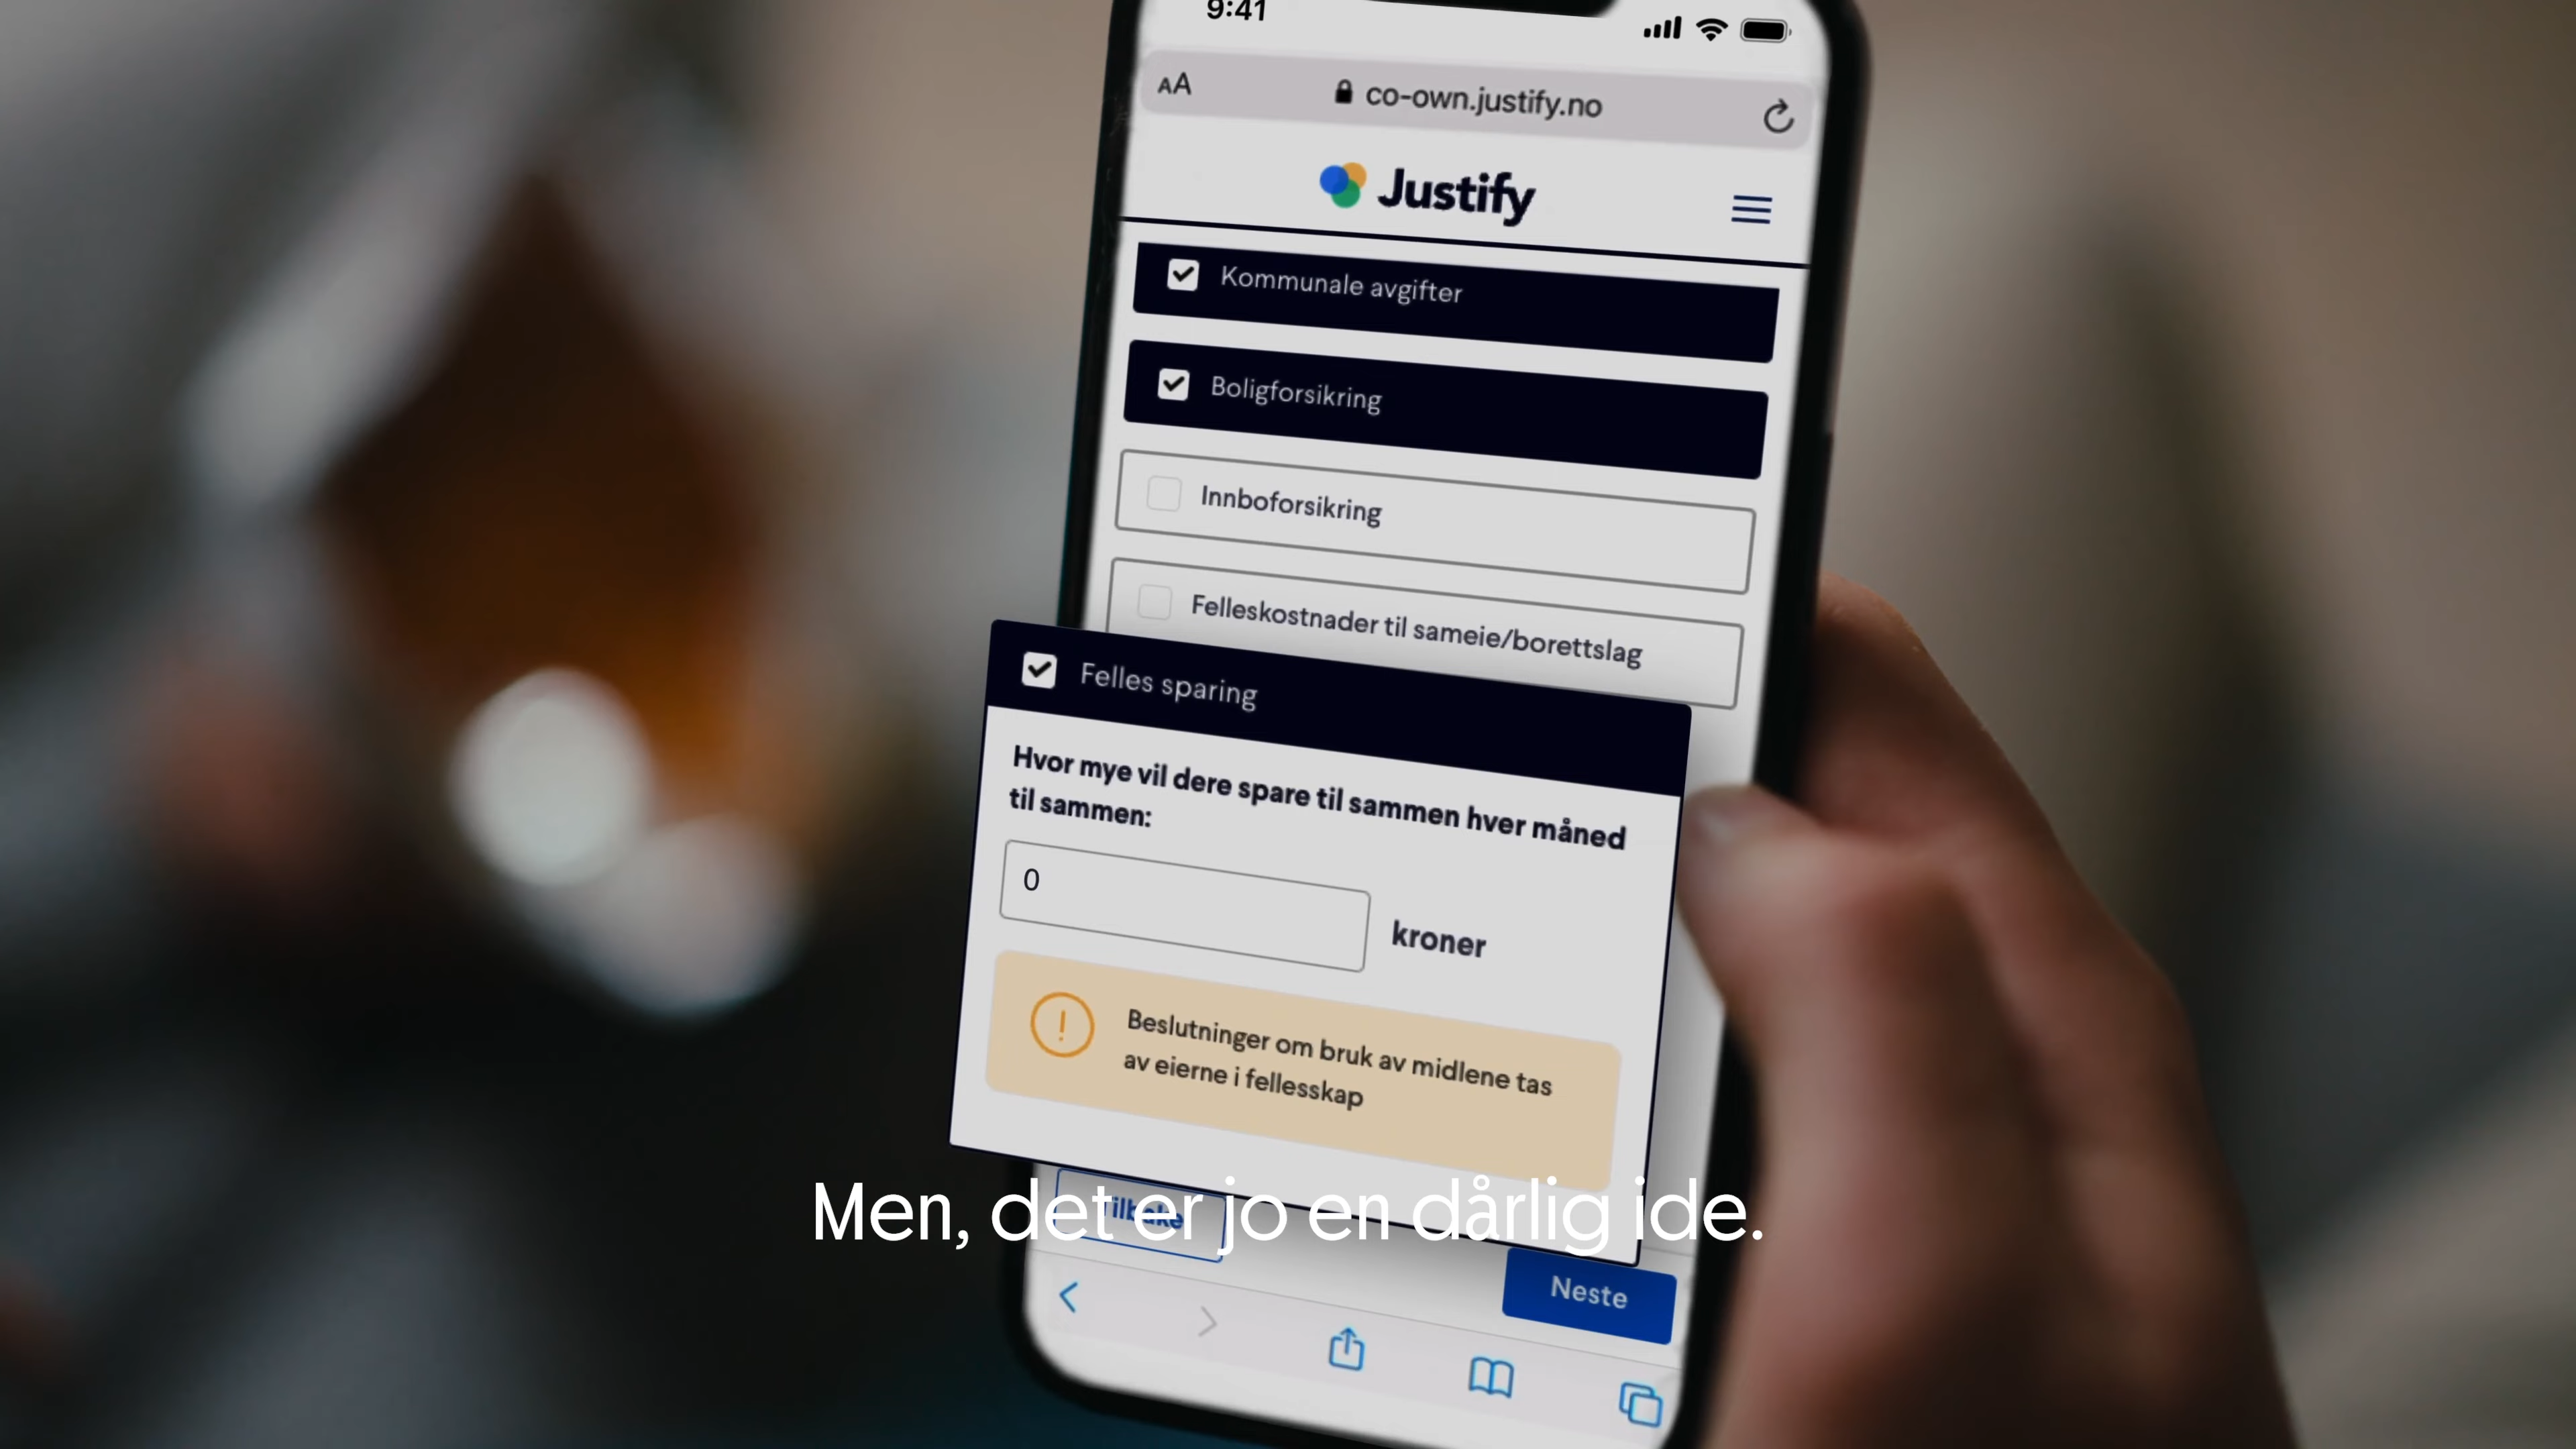 9:41
AA
co-own.justify.no
Justify
Kommunale avgifter
Boligforsikring
Innboforsikring
Felleskostnader til sameie/borettslag
Felles sparing
Hvor mye vil dere spare til sammen hver måned
til sammen:
0
kroner
Beslutninger om bruk av midlene tas
av eierne i fellesskap
Tilbake
Men, det er jo en dårlig ide.
Neste